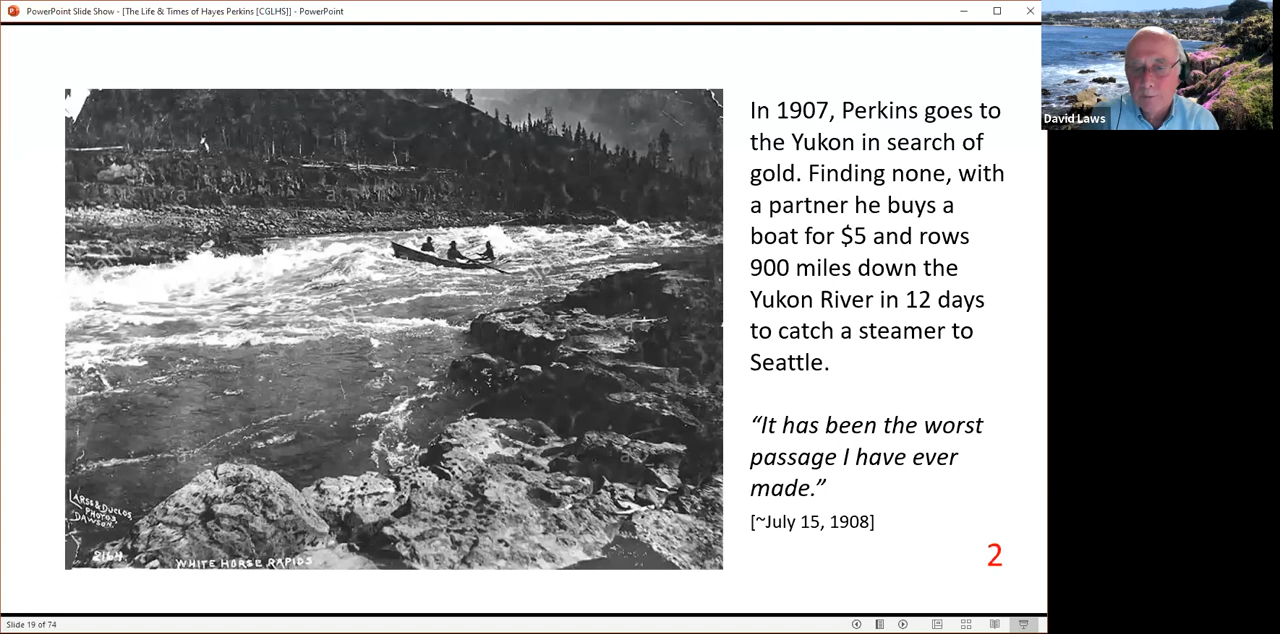 PowerPoint Slide Show - [The Life & Times of Hayes Perkins [CGLHS]] - PowerPoint
David Laws
In 1907, Perkins goes to
the Yukon in search of
gold. Finding none, with
a partner he buys a
boat for $5 and rows
900 miles down the
Yukon River in 12 days
to catch a steamer to
Seattle.
“It has been the worst
passage I have ever
made.”
[~July 15, 1908]
2
LARSS & DUCLOS
PHOTOS
DAWSON.
2164
WHITE HORSE RAPIDS
Slide 19 of 74